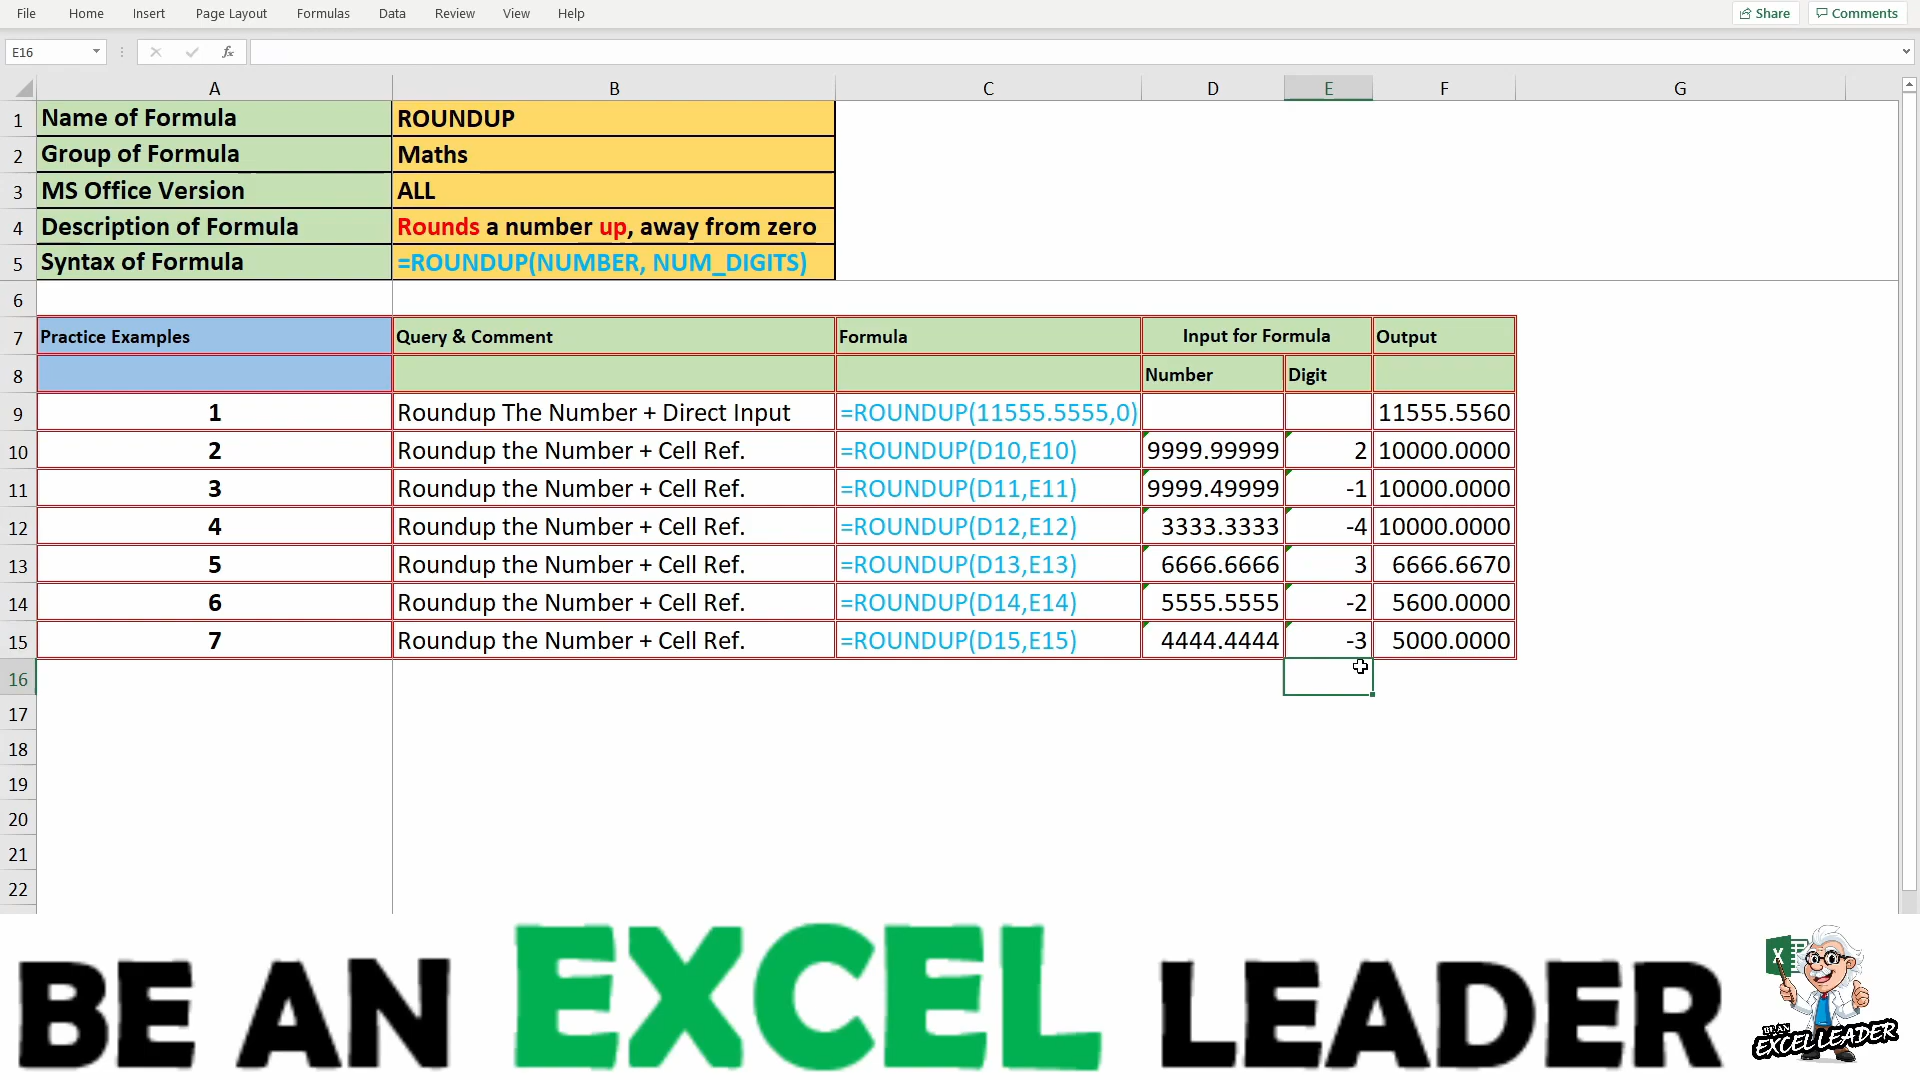 File Home Insert Page Layout Formulas Data Review View Help Share Comments
E16 fx
A B C D E F G
1 Name of Formula ROUNDUP
2 Group of Formula Maths
3 MS Office Version ALL
4 Description of Formula Rounds a number up, away from zero
5 Syntax of Formula =ROUNDUP(NUMBER, NUM_DIGITS)
6
7 Practice Examples Query & Comment Formula Input for Formula Output
8 Number Digit
9 1 Roundup The Number + Direct Input =ROUNDUP(11555.5555,0) 11555.5560
10 2 Roundup the Number + Cell Ref. =ROUNDUP(D10,E10) 9999.99999 2 10000.0000
11 3 Roundup the Number + Cell Ref. =ROUNDUP(D11,E11) 9999.49999 -1 10000.0000
12 4 Roundup the Number + Cell Ref. =ROUNDUP(D12,E12) 3333.3333 -4 10000.0000
13 5 Roundup the Number + Cell Ref. =ROUNDUP(D13,E13) 6666.6666 3 6666.6670
14 6 Roundup the Number + Cell Ref. =ROUNDUP(D14,E14) 5555.5555 -2 5600.0000
15 7 Roundup the Number + Cell Ref. =ROUNDUP(D15,E15) 4444.4444 -3 5000.0000
16
17
18
19
20
21
22
BE AN EXCEL LEADER
X
BE AN
EXCEL LEADER